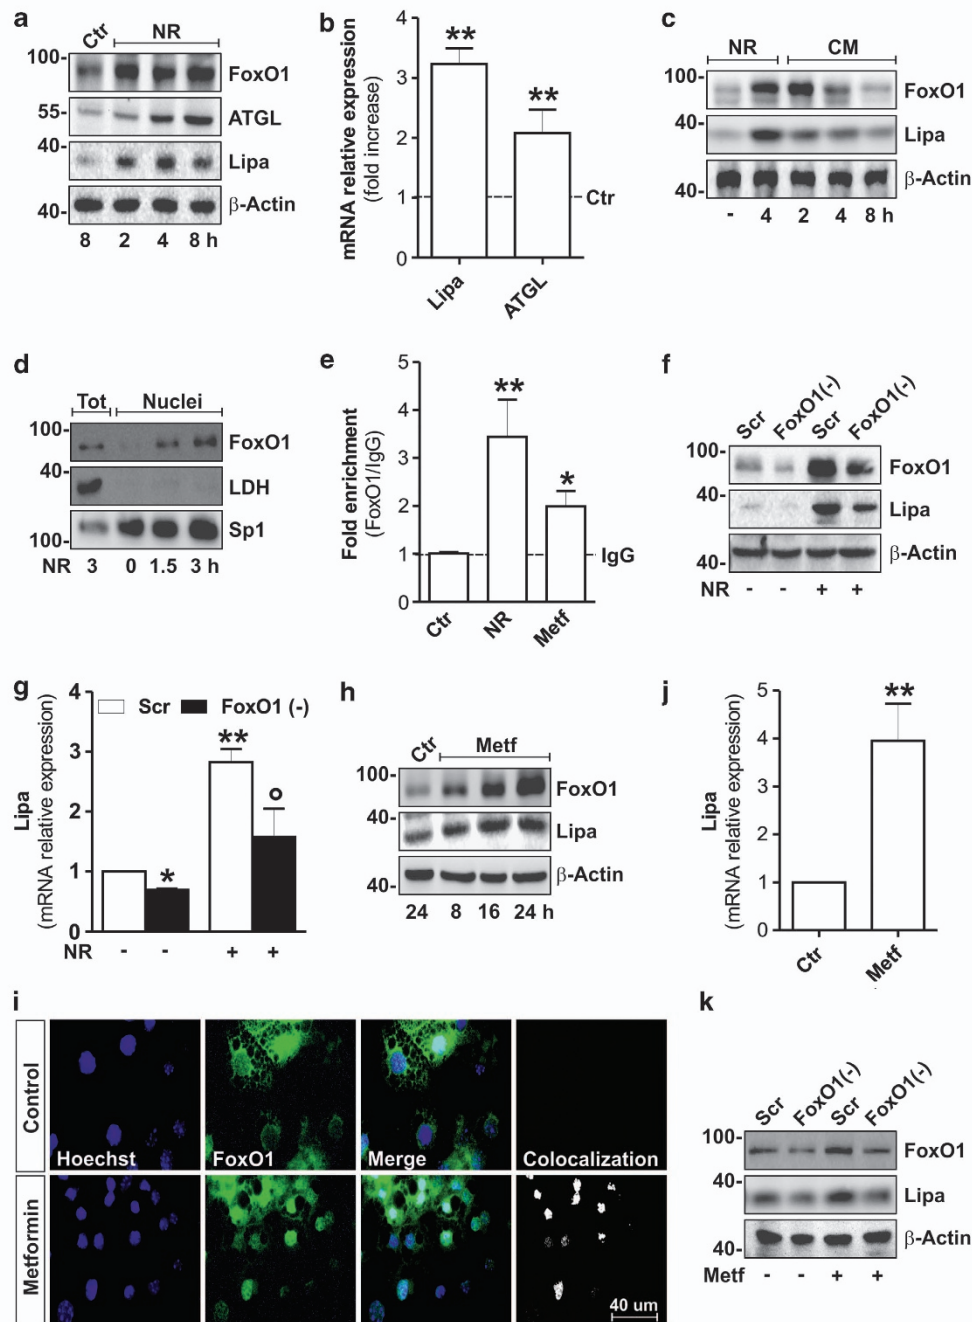 a
Ctr NR
100- FoxO1
55- ATGL
40- Lipa
40- β-Actin
8 2 4 8 h
b
mRNA relative expression
(fold increase)
4
3
2
1
0
**
**
Ctr
Lipa ATGL
c
NR CM
100- FoxO1
40- Lipa
40- β-Actin
- 4 2 4 8 h
d
Tot Nuclei
100- FoxO1
40- LDH
100- Sp1
NR 3 0 1.5 3 h
e
Fold enrichment
(FoxO1/IgG)
5
4
3
2
1
0
**
*
IgG
Ctr NR Metf
f
Scr FoxO1(-) Scr FoxO1(-)
100- FoxO1
40- Lipa
40- β-Actin
NR - - + +
g
Lipa
(mRNA relative expression)
4
3
2
1
0
Scr FoxO1 (-)
**
*
°
NR - - + +
h
Ctr Metf
100- FoxO1
40- Lipa
40- β-Actin
24 8 16 24 h
j
Lipa
(mRNA relative expression)
5
4
3
2
1
0
**
Ctr Metf
i
Control
Hoechst FoxO1 Merge Colocalization
Metformin
40 um
k
Scr FoxO1(-) Scr FoxO1(-)
100- FoxO1
40- Lipa
40- β-Actin
Metf - - + +